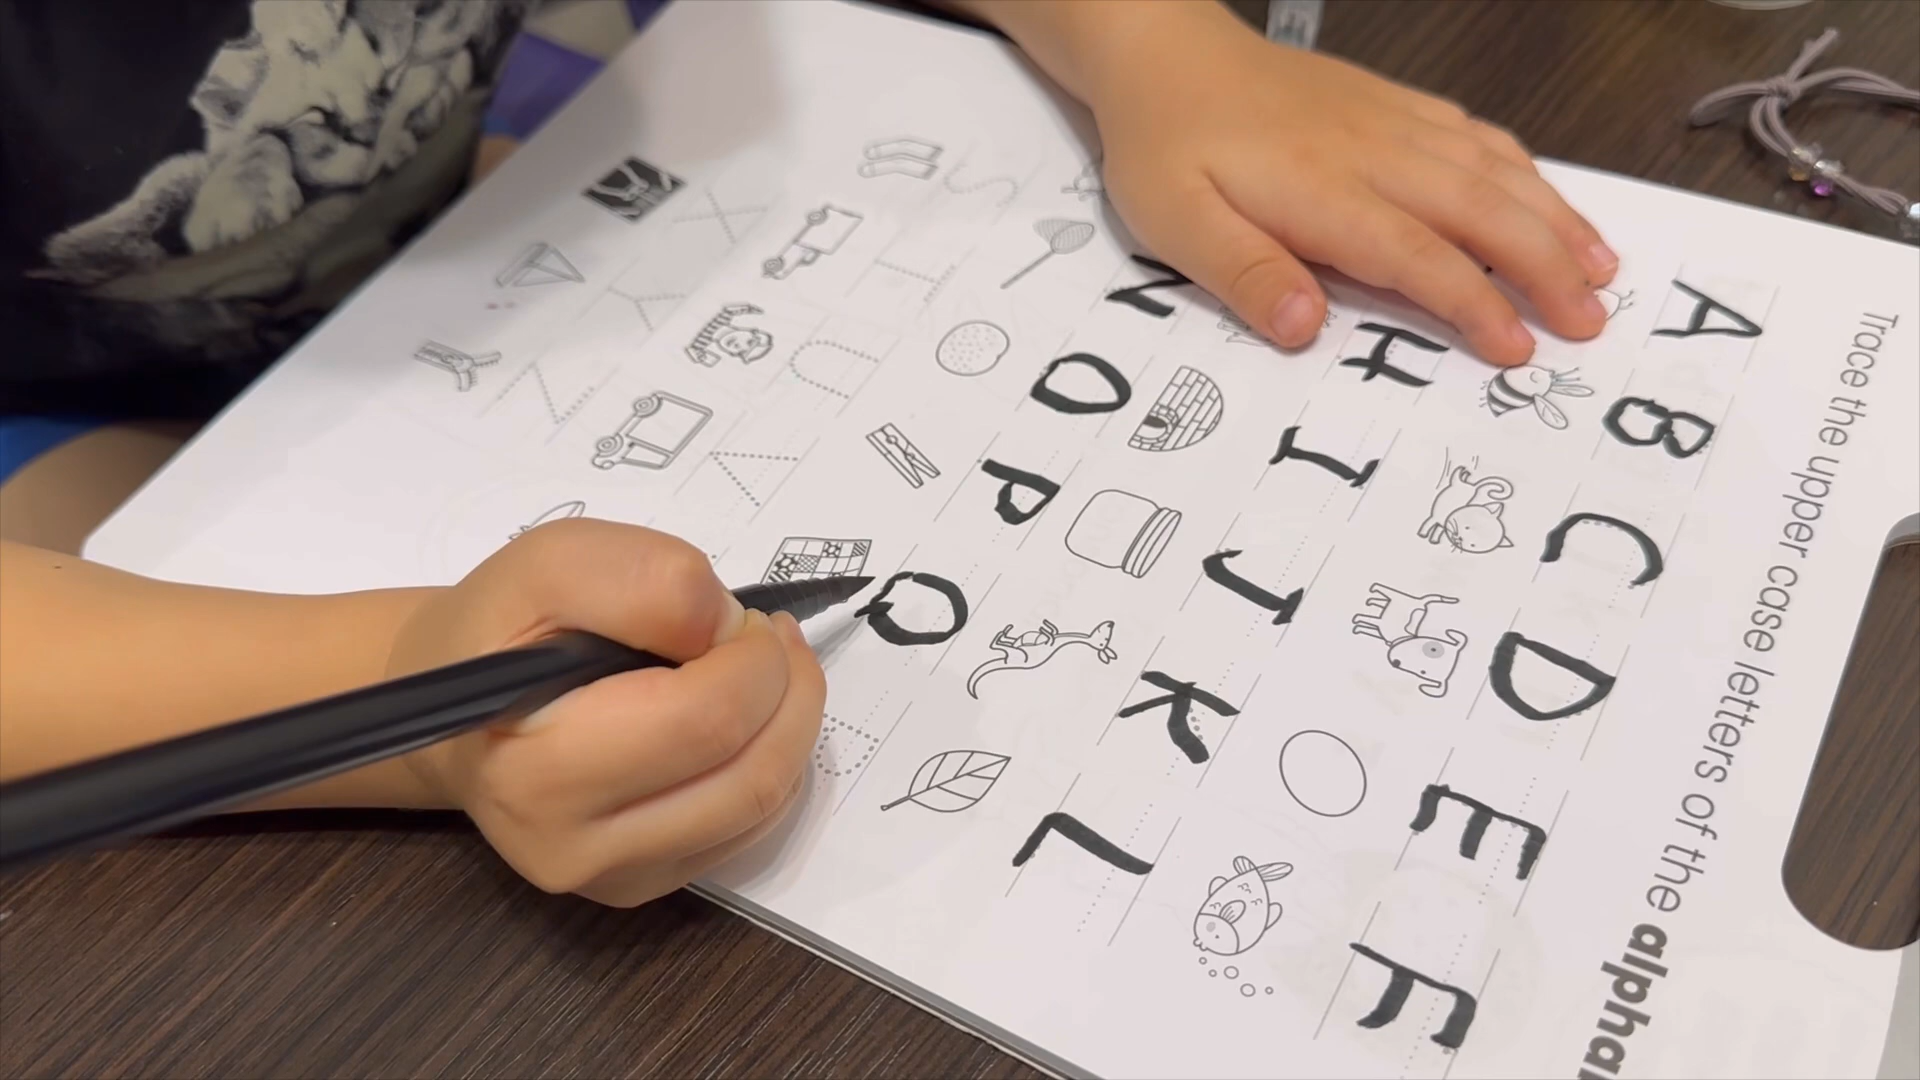 Trace the upper case letters of the alpha
A B C D E F
H I J K L
N O P Q R
S T U V
X Y Z